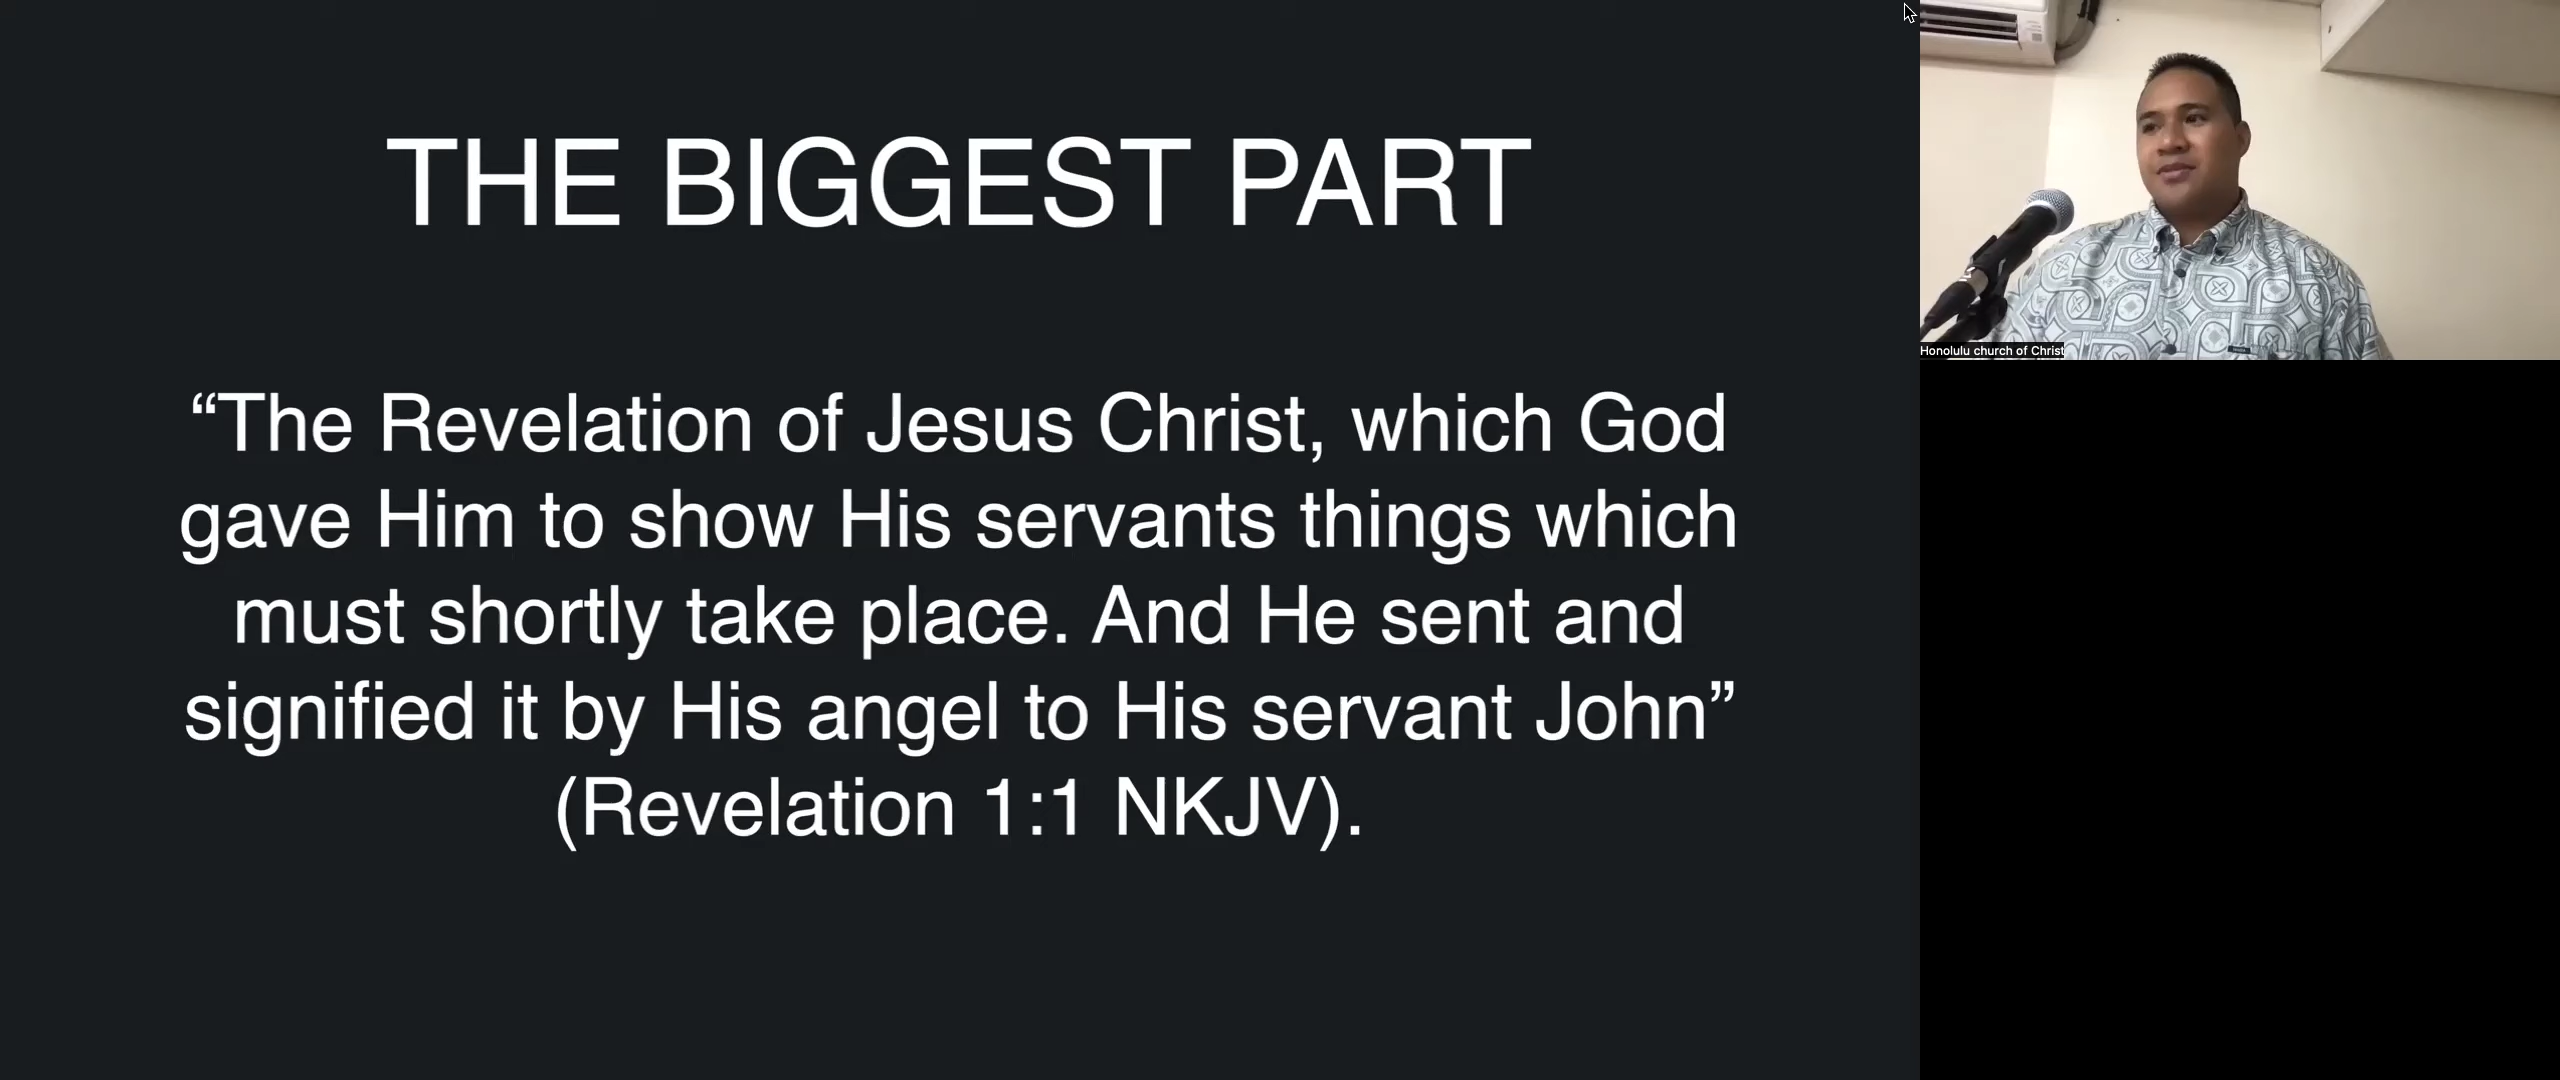 THE BIGGEST PART
“The Revelation of Jesus Christ, which God
gave Him to show His servants things which
must shortly take place. And He sent and
signified it by His angel to His servant John”
(Revelation 1:1 NKJV).
Honolulu church of Christ